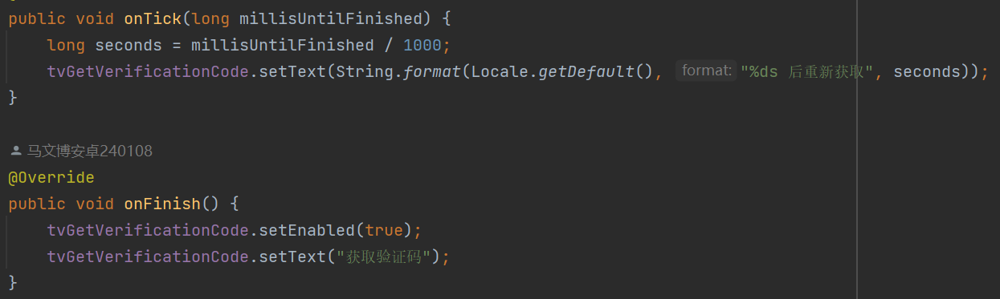 public void onTick(long millisUntilFinished) {
long seconds = millisUntilFinished / 1000;
tvGetVerificationCode.setText(String.format(Locale.getDefault(), format: "%ds 后重新获取", seconds));
}
马文博安卓240108
@Override
public void onFinish() {
tvGetVerificationCode.setEnabled(true);
tvGetVerificationCode.setText("获取验证码");
}